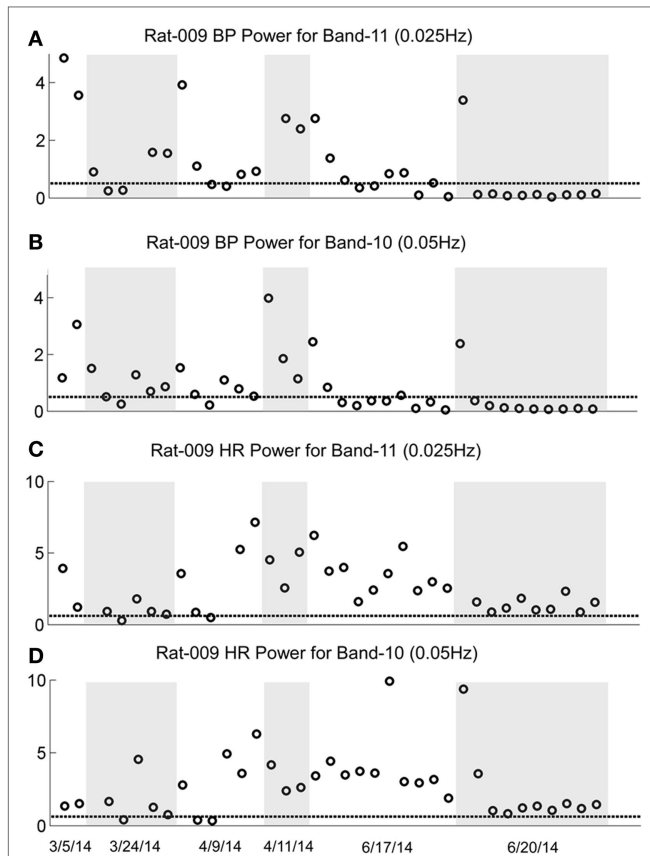 A
Rat-009 BP Power for Band-11 (0.025Hz)
4
2
0
B
Rat-009 BP Power for Band-10 (0.05Hz)
4
2
0
C
Rat-009 HR Power for Band-11 (0.025Hz)
10
5
0
D
Rat-009 HR Power for Band-10 (0.05Hz)
10
5
0
3/5/14 3/24/14 4/9/14 4/11/14 6/17/14 6/20/14